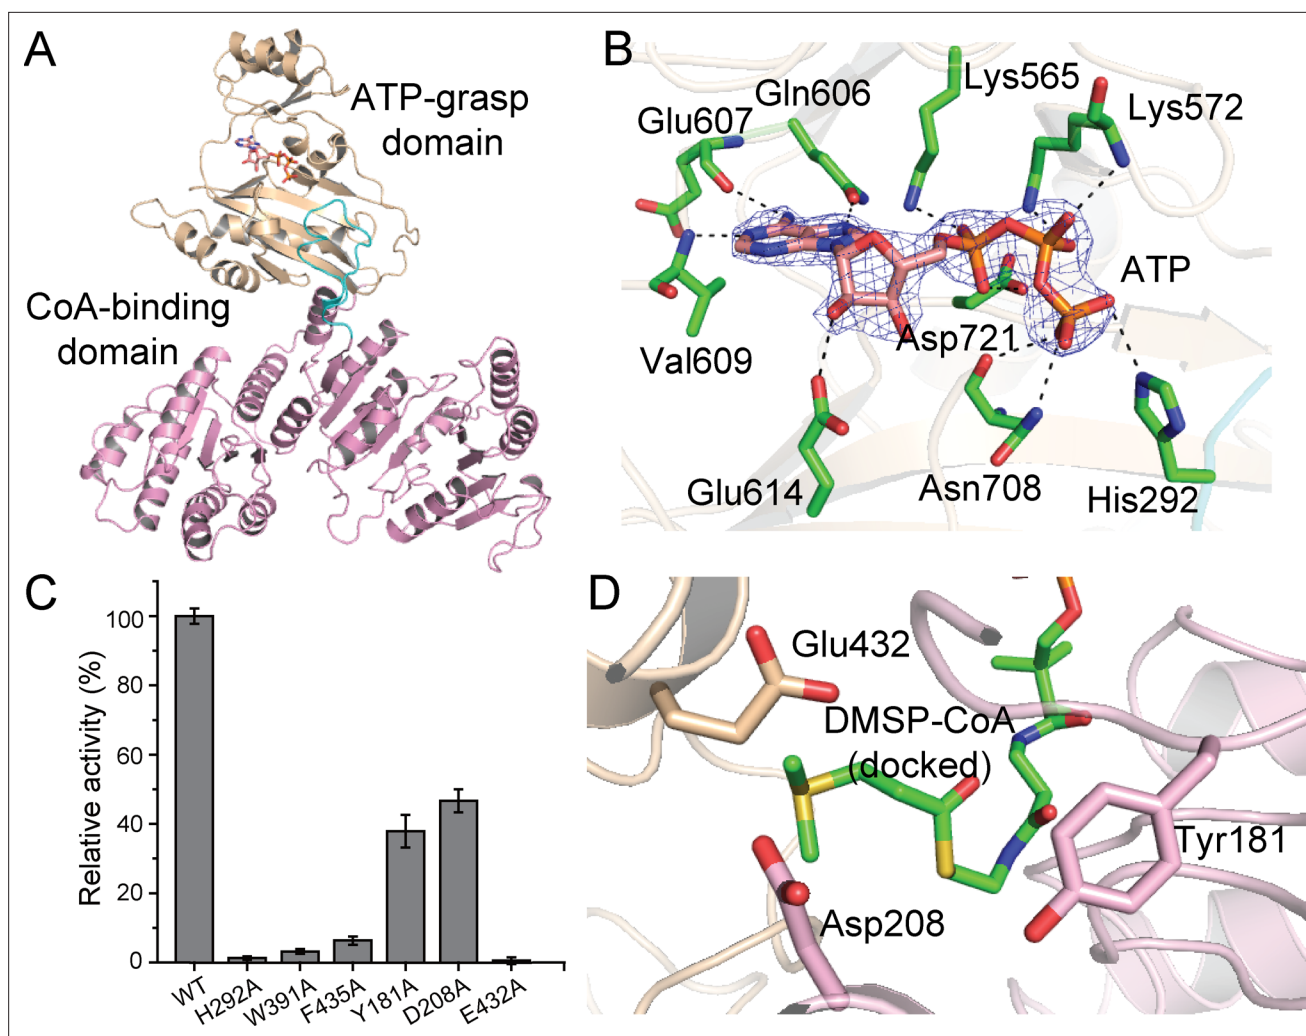 A
ATP-grasp
domain
CoA-binding
domain
B
Glu607
Gln606
Lys565
Lys572
ATP
Val609
Asp721
Glu614
Asn708
His292
C
Relative activity (%)
100
80
60
40
20
0
WT
H292A
W391A
F435A
Y181A
D208A
E432A
D
Glu432
DMSP-CoA
(docked)
Tyr181
Asp208